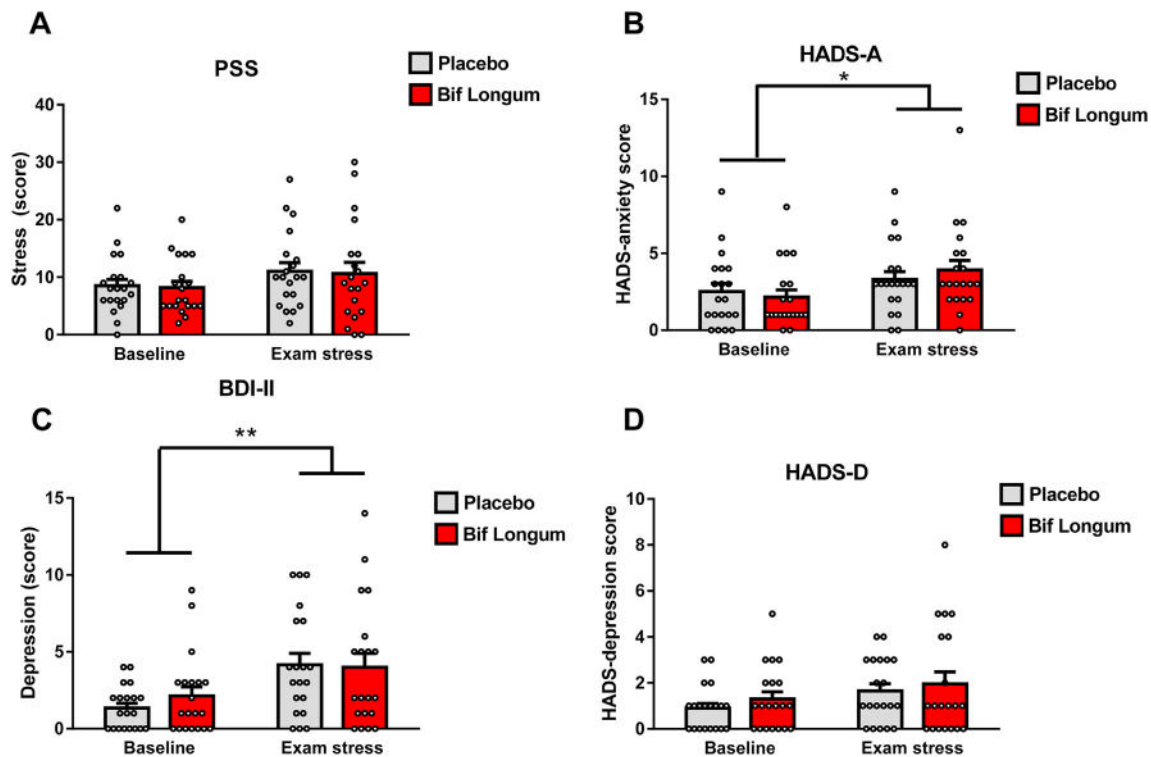 A
PSS
Placebo
Bif Longum
Stress (score)
40
30
20
10
0
Baseline
Exam stress
B
HADS-A
*
Placebo
Bif Longum
HADS-anxiety score
15
10
5
0
Baseline
Exam stress
BDI-II
C
**
Placebo
Bif Longum
Depression (score)
15
10
5
0
Baseline
Exam stress
D
HADS-D
Placebo
Bif Longum
HADS-depression score
10
8
6
4
2
0
Baseline
Exam stress